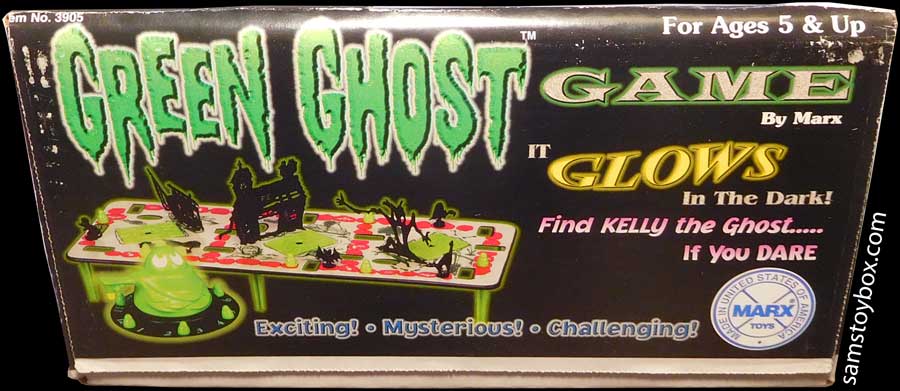 em No. 3905
For Ages 5 & Up
GREEN GHOST™
GAME
By Marx
IT GLOWS
In The Dark!
Find KELLY the Ghost.....
If You DARE
Exciting! • Mysterious! • Challenging!
MADE IN UNITED STATES OF AMERICA
MARX®
TOYS
samstoybox.com